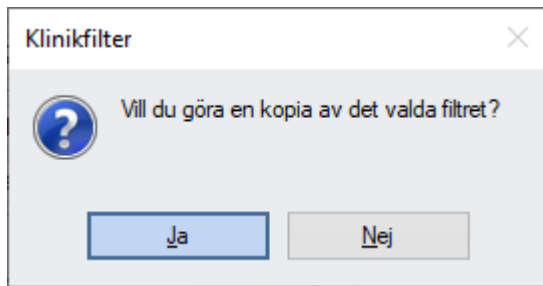 Klinikfilter
Vill du göra en kopia av det valda filtret?
Ja
Nej